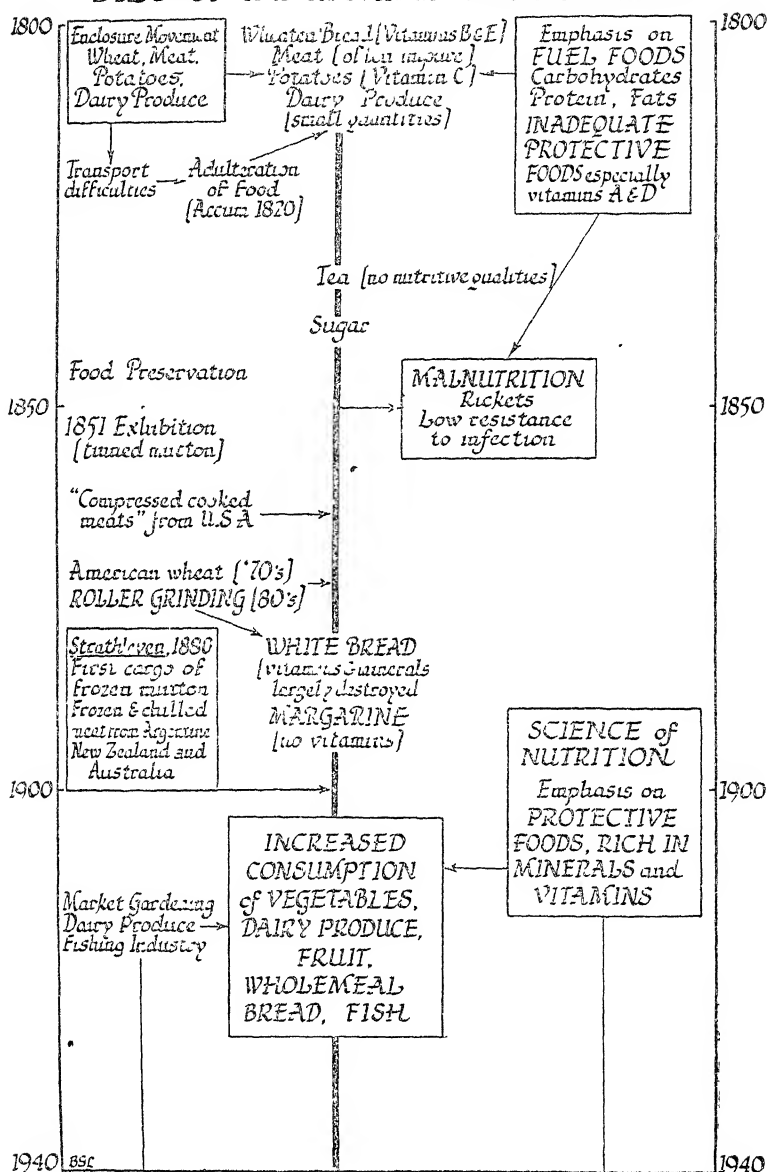 1800
1800
Enclosure Movement
Wheat, Meat,
Potatoes,
Dairy Produce
Wheaten Bread [Vitamins B&E]
Meat [often impure]
Potatoes [Vitamin C]
Dairy Produce
[small quantities]
Emphasis on
FUEL FOODS
Carbohydrates
Protein, Fats
INADEQUATE
PROTECTIVE
FOODS especially
vitamins A & D
Transport
difficulties
Adulteration
of Food
[Accum 1820]
Tea [no nutritive qualities]
Sugar
Food Preservation
MALNUTRITION
Rickets
Low resistance
to infection
1850
1850
1851 Exhibition
[tinned mutton]
"Compressed cooked
meats" from U.S A
American wheat ['70's]
ROLLER GRINDING [80's]
Strathleven, 1880
First cargo of
frozen mutton
Frozen & chilled
meat from Argentine
New Zealand and
Australia
WHITE BREAD
[vitamins & minerals
largely destroyed
MARGARINE
[no vitamins]
SCIENCE of
NUTRITION
Emphasis on
PROTECTIVE
FOODS, RICH IN
MINERALS and
VITAMINS
1900
1900
INCREASED
CONSUMPTION
of VEGETABLES,
DAIRY PRODUCE,
FRUIT,
WHOLEMEAL
BREAD, FISH
Market Gardening
Dairy Produce
Fishing Industry
1940
BSC
1940